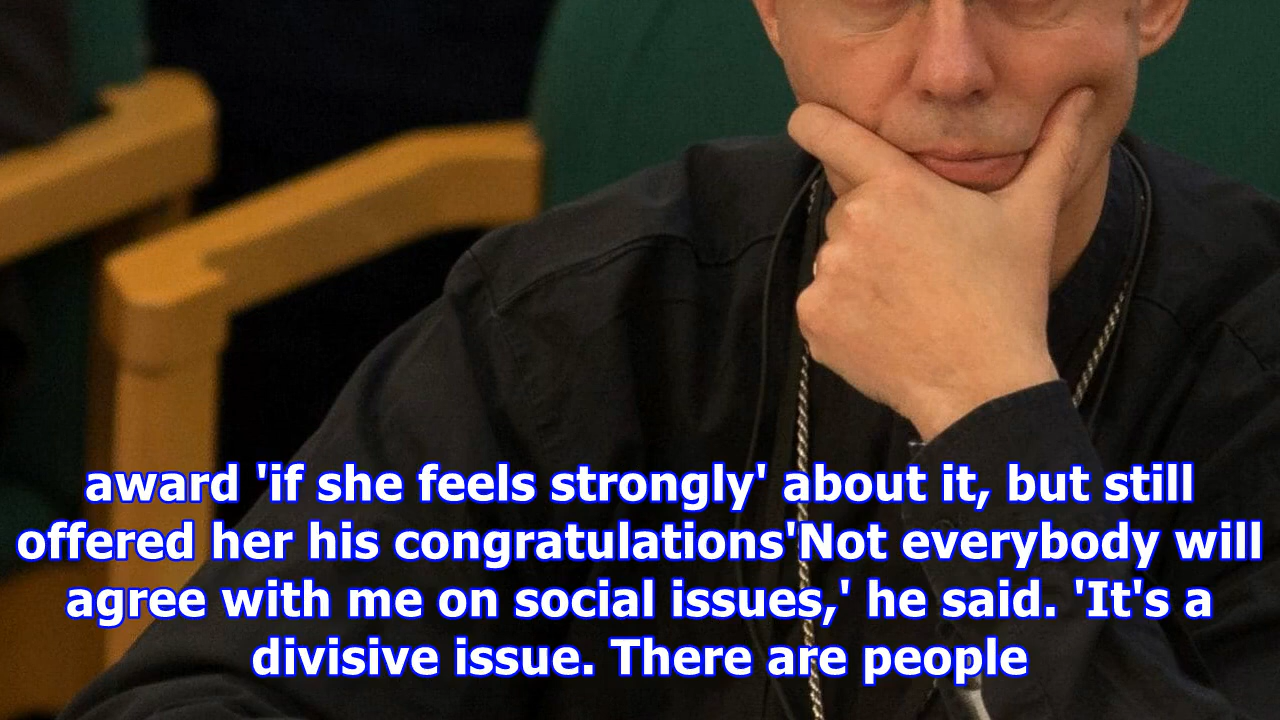 award 'if she feels strongly' about it, but still
offered her his congratulations'Not everybody will
agree with me on social issues,' he said. 'It's a
divisive issue. There are people